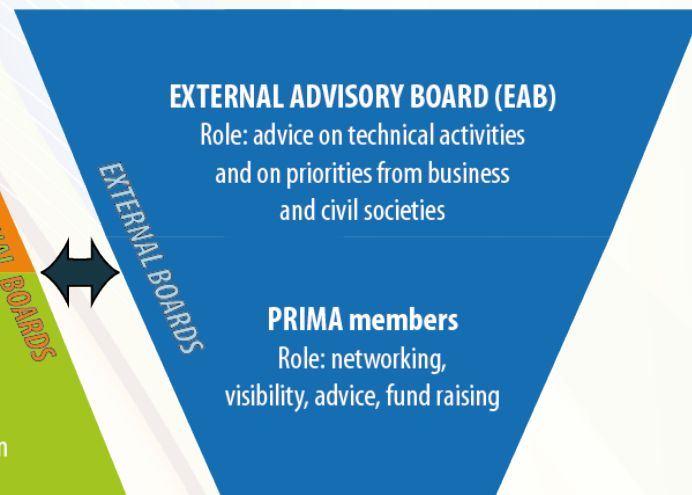 EXTERNAL ADVISORY BOARD (EAB)
Role: advice on technical activities
and on priorities from business
and civil societies
EXTERNAL BOARDS
BOARDS
PRIMA members
Role: networking,
visibility, advice, fund raising